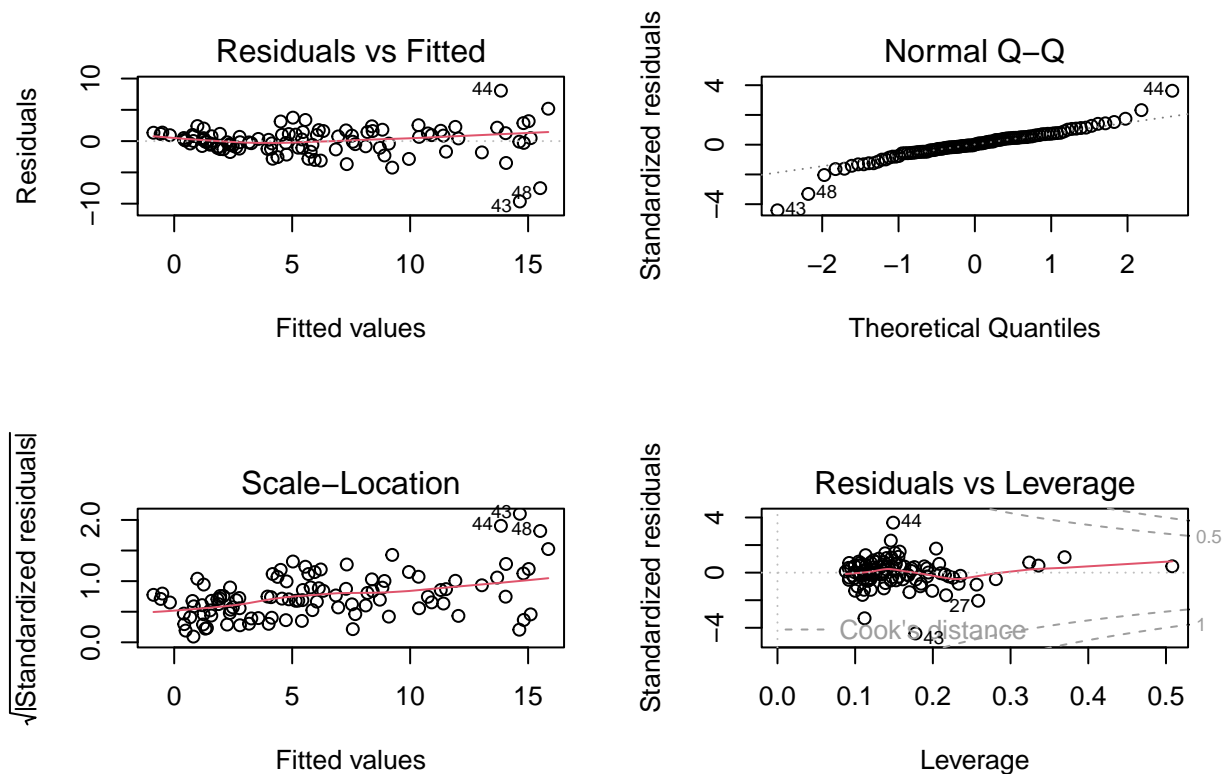 Residuals vs Fitted
Residuals
10
0
−10
44
48
43
0 5 10 15
Fitted values
Normal Q−Q
Standardized residuals
4
0
−4
44
48
43
−2 −1 0 1 2
Theoretical Quantiles
Scale−Location
√|Standardized residuals|
2.0
1.0
0.0
43
44
48
0 5 10 15
Fitted values
Residuals vs Leverage
Standardized residuals
4
0
−4
44
0.5
27
1
Cook's distance
43
0.0 0.1 0.2 0.3 0.4 0.5
Leverage